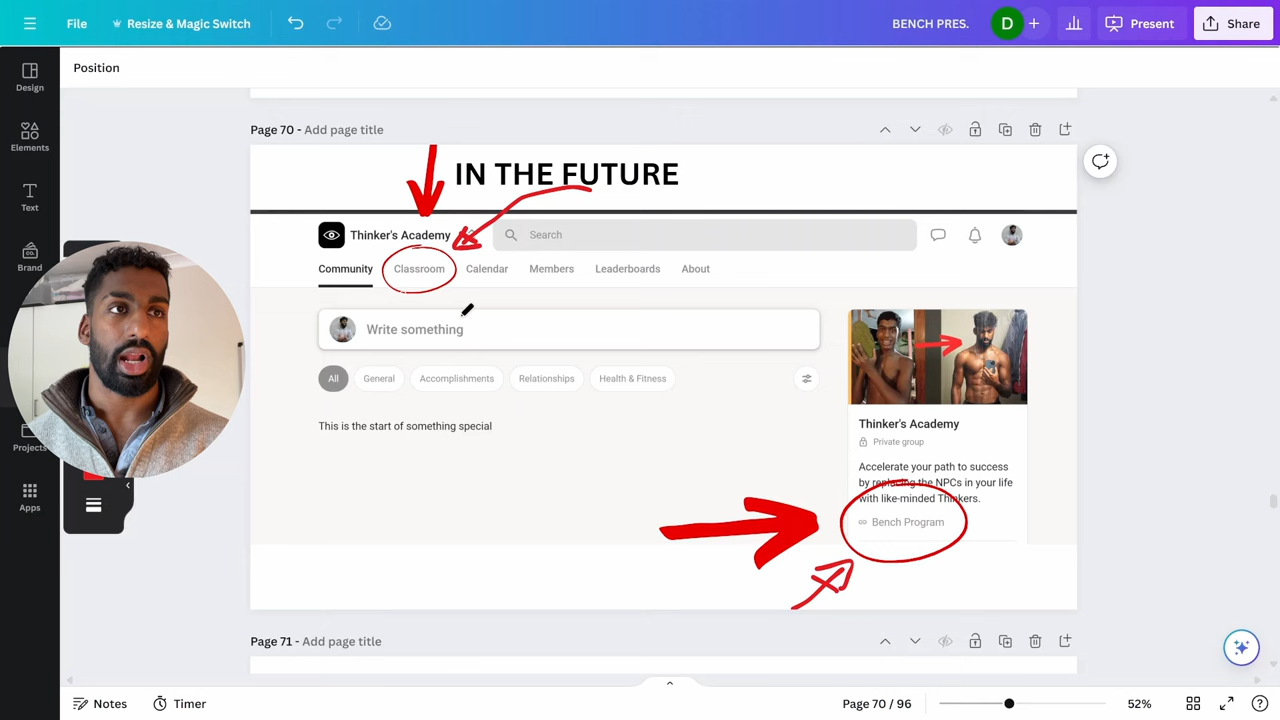 File
Resize & Magic Switch
BENCH PRES.
D
Present
Share
Design
Elements
Text
Brand
Projects
Apps
Position
Page 70 - Add page title
IN THE FUTURE
Thinker's Academy
Search
Community
Classroom
Calendar
Members
Leaderboards
About
Write something
All
General
Accomplishments
Relationships
Health & Fitness
This is the start of something special
Thinker's Academy
Private group
Accelerate your path to success
by replacing the NPCs in your life
with like-minded Thinkers.
Bench Program
Page 71 - Add page title
Notes
Timer
Page 70 / 96
52%